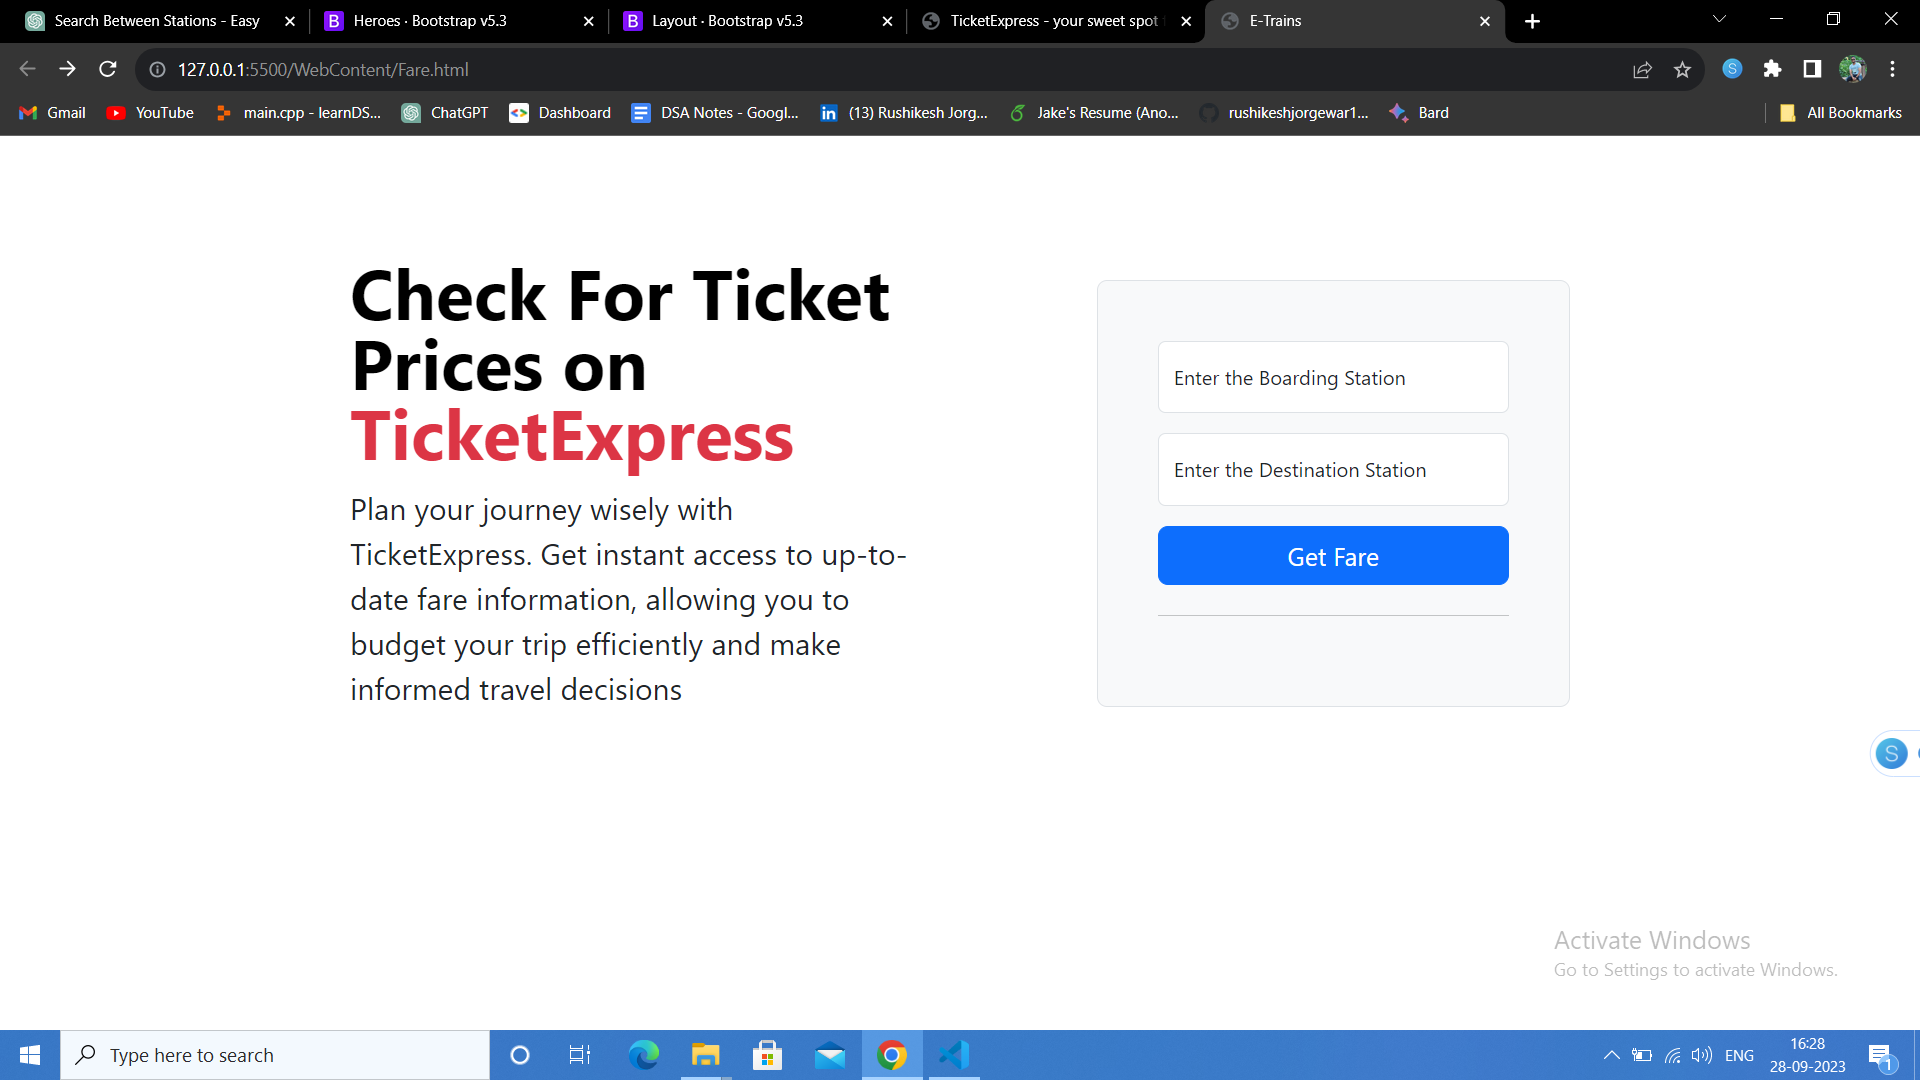 Search Between Stations - Easy
B Heroes · Bootstrap v5.3
B Layout · Bootstrap v5.3
TicketExpress - your sweet spot
E-Trains
127.0.0.1:5500/WebContent/Fare.html
S
Gmail
YouTube
main.cpp - learnDS...
ChatGPT
Dashboard
DSA Notes - Googl...
in (13) Rushikesh Jorg...
Jake's Resume (Ano...
rushikeshjorgewar1...
Bard
All Bookmarks
Check For Ticket
Prices on
TicketExpress
Plan your journey wisely with
TicketExpress. Get instant access to up-to-
date fare information, allowing you to
budget your trip efficiently and make
informed travel decisions
Enter the Boarding Station
Enter the Destination Station
Get Fare
S
Activate Windows
Go to Settings to activate Windows.
Type here to search
ENG
16:28
28-09-2023
1